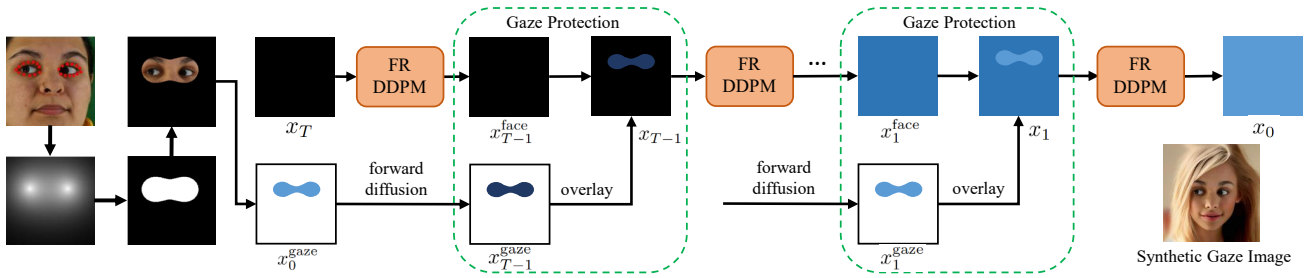 Gaze Protection
Gaze Protection
FR
DDPM
FR
DDPM
...
FR
DDPM
x_T
x_{T-1}^{face}
x_{T-1}
x_1^{face}
x_1
x_0
forward
diffusion
overlay
forward
diffusion
overlay
x_0^{gaze}
x_{T-1}^{gaze}
x_1^{gaze}
Synthetic Gaze Image